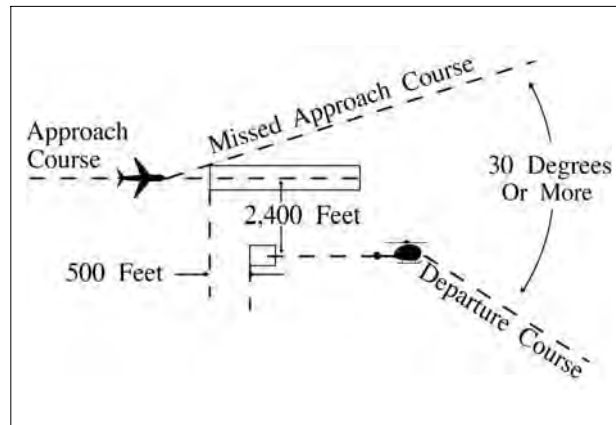 Missed Approach Course
Approach
Course
30 Degrees
Or More
2,400 Feet
500 Feet
Departure Course